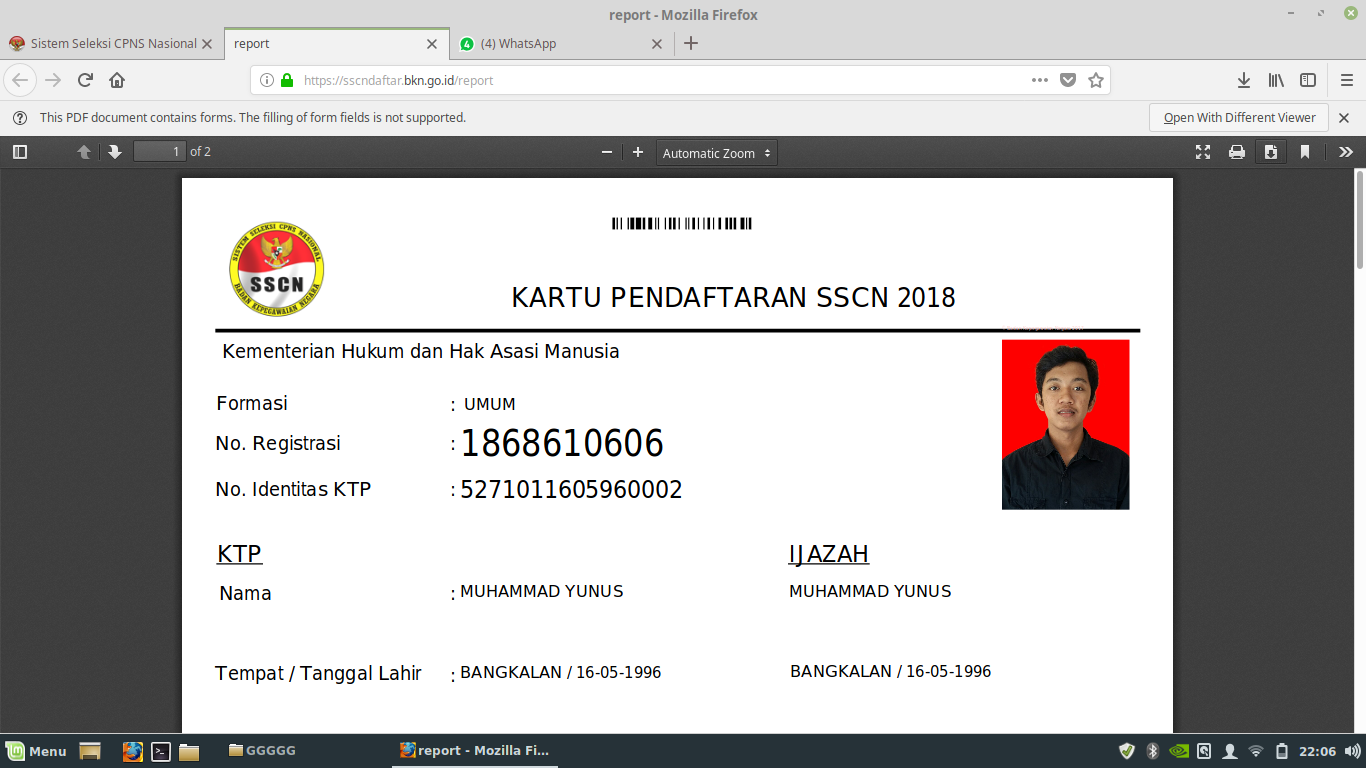 report - Mozilla Firefox
Sistem Seleksi CPNS Nasional
report
4 (4) WhatsApp
https://sscndaftar.bkn.go.id/report
This PDF document contains forms. The filling of form fields is not supported.
Open With Different Viewer
1 of 2
Automatic Zoom
SISTEM SELEKSI CPNS NASIONAL
SSCN
BADAN KEPEGAWAIAN NEGARA
KARTU PENDAFTARAN SSCN 2018
Kementerian Hukum dan Hak Asasi Manusia
Formasi : UMUM
No. Registrasi : 1868610606
No. Identitas KTP : 5271011605960002
KTP IJAZAH
Nama : MUHAMMAD YUNUS MUHAMMAD YUNUS
Tempat / Tanggal Lahir : BANGKALAN / 16-05-1996 BANGKALAN / 16-05-1996
Menu GGGGG report - Mozilla Fi... 22:06